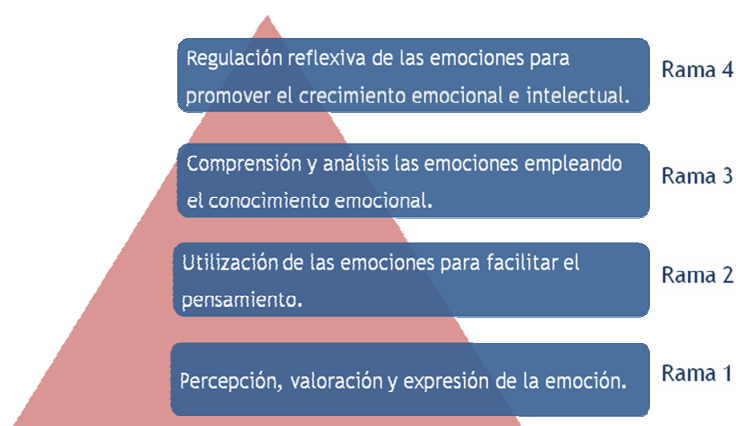 Regulación reflexiva de las emociones para
promover el crecimiento emocional e intelectual.
Rama 4
Comprensión y análisis las emociones empleando
el conocimiento emocional.
Rama 3
Utilización de las emociones para facilitar el
pensamiento.
Rama 2
Percepción, valoración y expresión de la emoción.
Rama 1